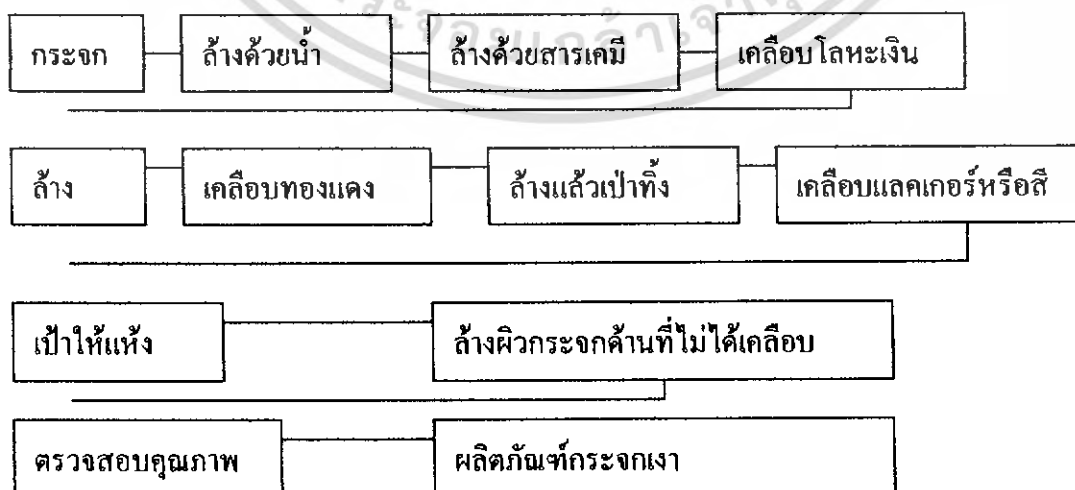 กระจก
ล้างด้วยน้ำ
ล้างด้วยสารเคมี
เคลือบโลหะเงิน
ล้าง
เคลือบทองแดง
ล้างแล้วเป่าทิ้ง
เคลือบแลคเกอร์หรือสี
เป่าให้แห้ง
ล้างผิวกระจกด้านที่ไม่ได้เคลือบ
ตรวจสอบคุณภาพ
ผลิตภัณฑ์กระจกเงา